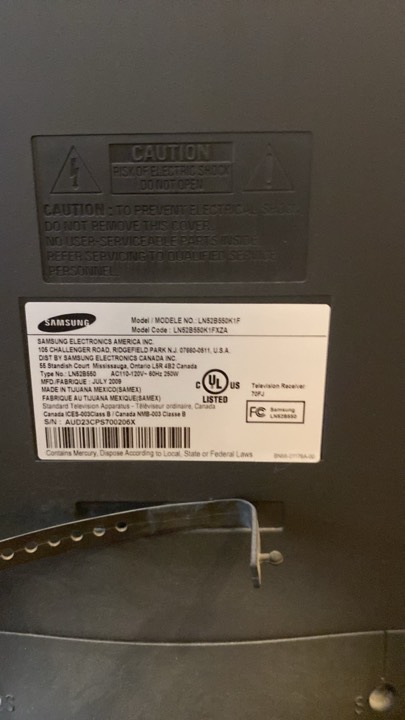 CAUTION
RISK OF ELECTRIC SHOCK
DO NOT OPEN
CAUTION : TO PREVENT ELECTRICAL SHOCK
DO NOT REMOVE THIS COVER.
NO USER-SERVICEABLE PARTS INSIDE
REFER SERVICING TO QUALIFIED SERVICE
PERSONNEL
SAMSUNG
Model / MODELE NO.: LN52B550K1F
Model Code : LN52B550K1FXZA
SAMSUNG ELECTRONICS AMERICA INC.
105 CHALLENGER ROAD, RIDGEFIELD PARK N.J. 07660-0511, U.S.A.
DIST BY SAMSUNG ELECTRONICS CANADA INC.
55 Standish Court Mississauga, Ontario L5R 4B2 Canada
Type No.: LN52B550 AC110-120V~ 60Hz 250W
MFD/FABRIQUE : JULY 2009
MADE IN TIJUANA MEXICO(SAMEX)
FABRIQUE AU TIJUANA MEXIQUE(SAMEX)
Standard Television Apparatus - Téléviseur ordinaire, Canada
Canada ICES-003Class B / Canada NMB-003 Classe B
S/N : AUD23CPS700206X
C UL US
LISTED
Television Receiver
70FJ
FC Samsung
LN52B550
Contains Mercury, Dispose According to Local, State or Federal Laws
S
S